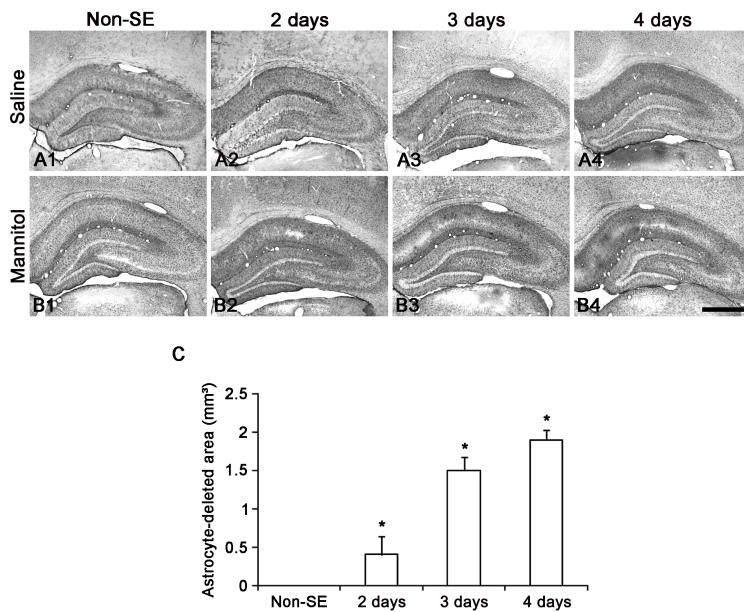 Non-SE 2 days 3 days 4 days
Saline
A1 A2 A3 A4
Mannitol
B1 B2 B3 B4
C
Astrocyte-deleted area (mm³)
2.5
2
1.5
1
0.5
0
* * *
Non-SE 2 days 3 days 4 days